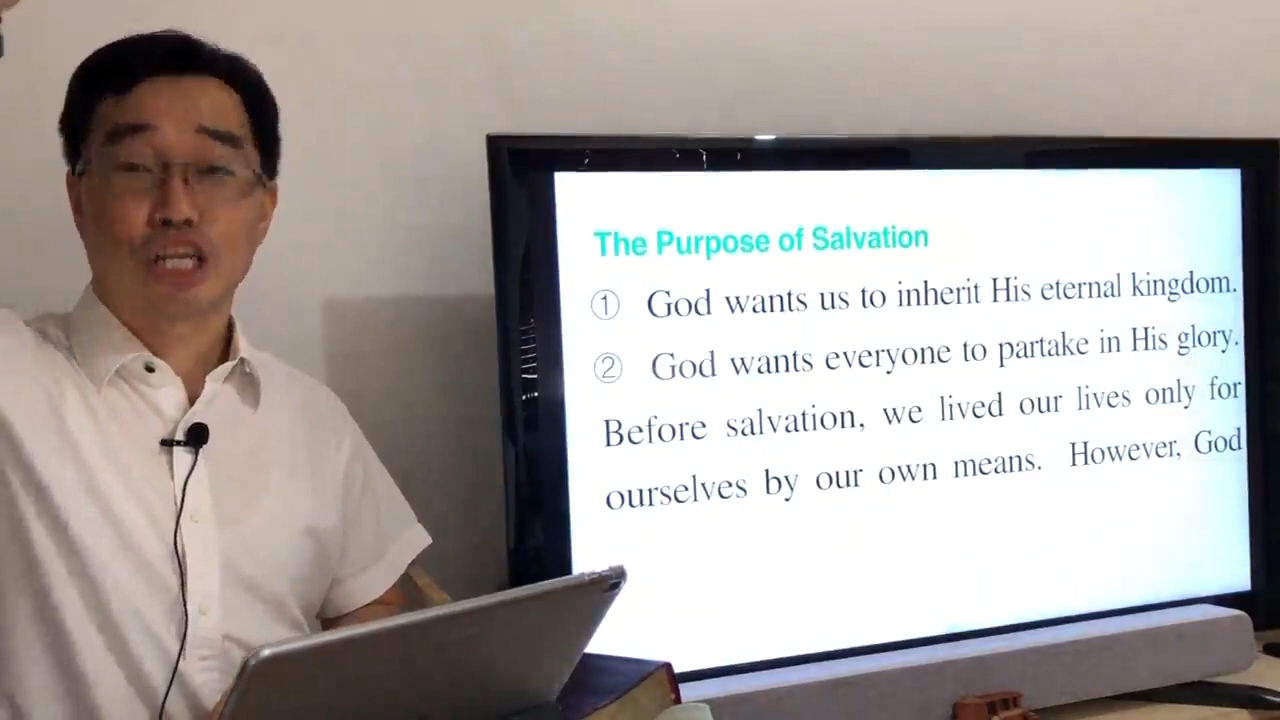 The Purpose of Salvation
① God wants us to inherit His eternal kingdom.
② God wants everyone to partake in His glory.
Before salvation, we lived our lives only for
ourselves by our own means. However, God